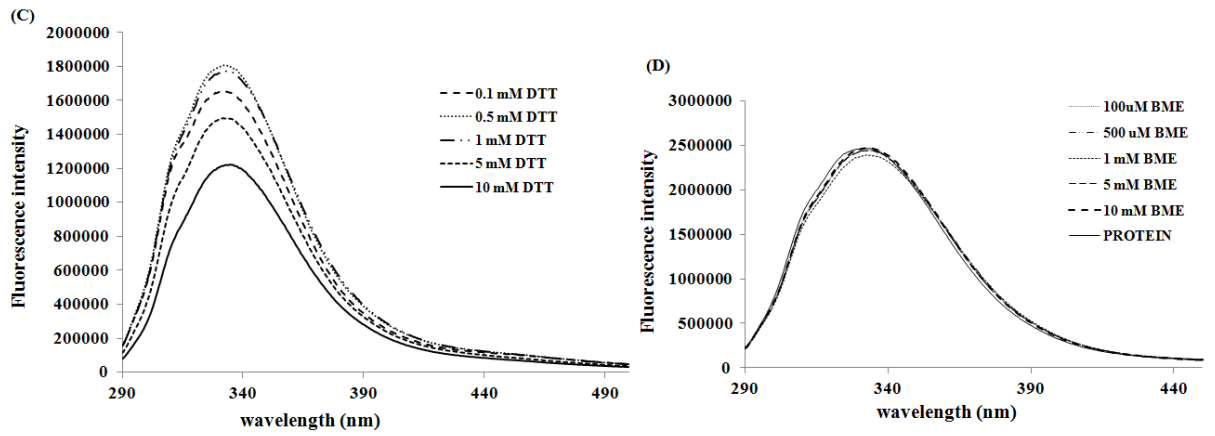 (C)
Fluorescence intensity
2000000
1800000
1600000
1400000
1200000
1000000
800000
600000
400000
200000
0
290
340
390
440
490
wavelength (nm)
0.1 mM DTT
0.5 mM DTT
1 mM DTT
5 mM DTT
10 mM DTT
(D)
Fluorescence intensity
3000000
2500000
2000000
1500000
1000000
500000
0
290
340
390
440
wavelength (nm)
100uM BME
500 uM BME
1 mM BME
5 mM BME
10 mM BME
PROTEIN